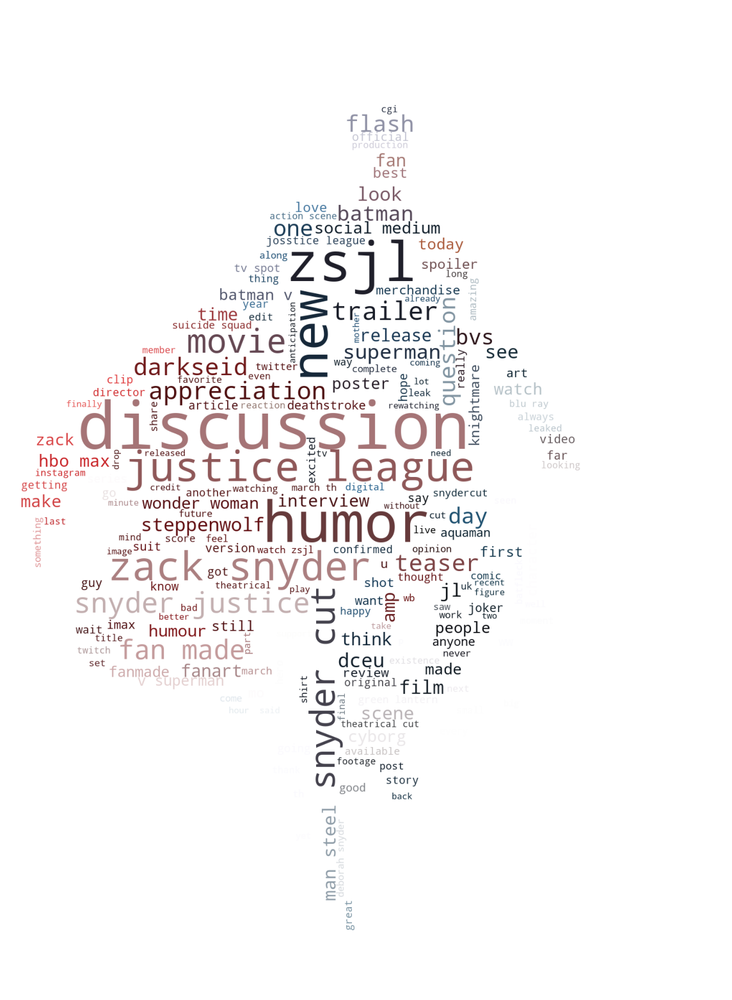 cgi
flash
official
production
fan
best
look
love
batman
action scene
one
social medium
josstice league
today
zsjl
along
spoiler
tv spot
long
thing
merchandise
batman v
new
already
amazing
year
trailer
question
time
edit
anticipation
mother
suicide squad
release
movie
bvs
member
superman
see
darkseid
twitter
way
complete
coming
really
knightmare
art
clip
favorite
even
poster
hope
lot
watch
director
appreciation
leak
finally
share
article
reaction
deathstroke
rewatching
blu ray
discussion
always
leaked
zack
excited
video
hbo max
drop
released
tv
need
far
instagram
justice league
looking
getting
credit
another
watching
march th
digital
go
say
snydercut
make
minute
wonder woman
interview
without
future
humor
cut
day
last
something
steppenwolf
live
aquaman
mind
score
feel
image
suit
version
watch zsjl
confirmed
opinion
first
zack snyder
got
u
teaser
thought
comic
guy
know
theatrical
play
shot
jl
uk
recent
figure
snyder justice
snyder cut
want
amp
wb
bad
happy
saw
joker
better
work
two
wait
imax
humour
still
take
people
title
part
think
anyone
twitch
fan made
never
set
dceu
existence
fanmade
fanart
march
review
made
v superman
shirt
original
film
next
come
final
green lantern
hour
said
scene
theatrical cut
cyborg
going
available
footage
post
story
good
back
man steel
deborah snyder
great